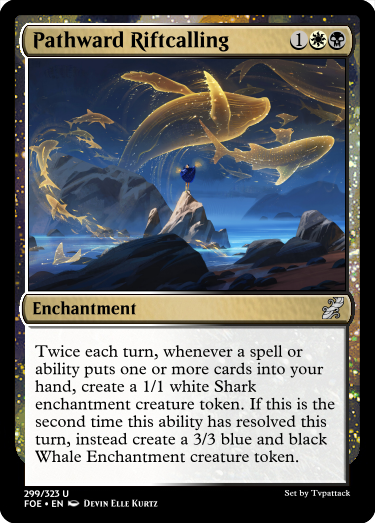 Pathward Riftcalling 1
Enchantment
Twice each turn, whenever a spell or
ability puts one or more cards into your
hand, create a 1/1 white Shark
enchantment creature token. If this is the
second time this ability has resolved this
turn, instead create a 3/3 blue and black
Whale Enchantment creature token.
299/323 U
FOE • EN Devin Elle Kurtz
Set by Tvpattack